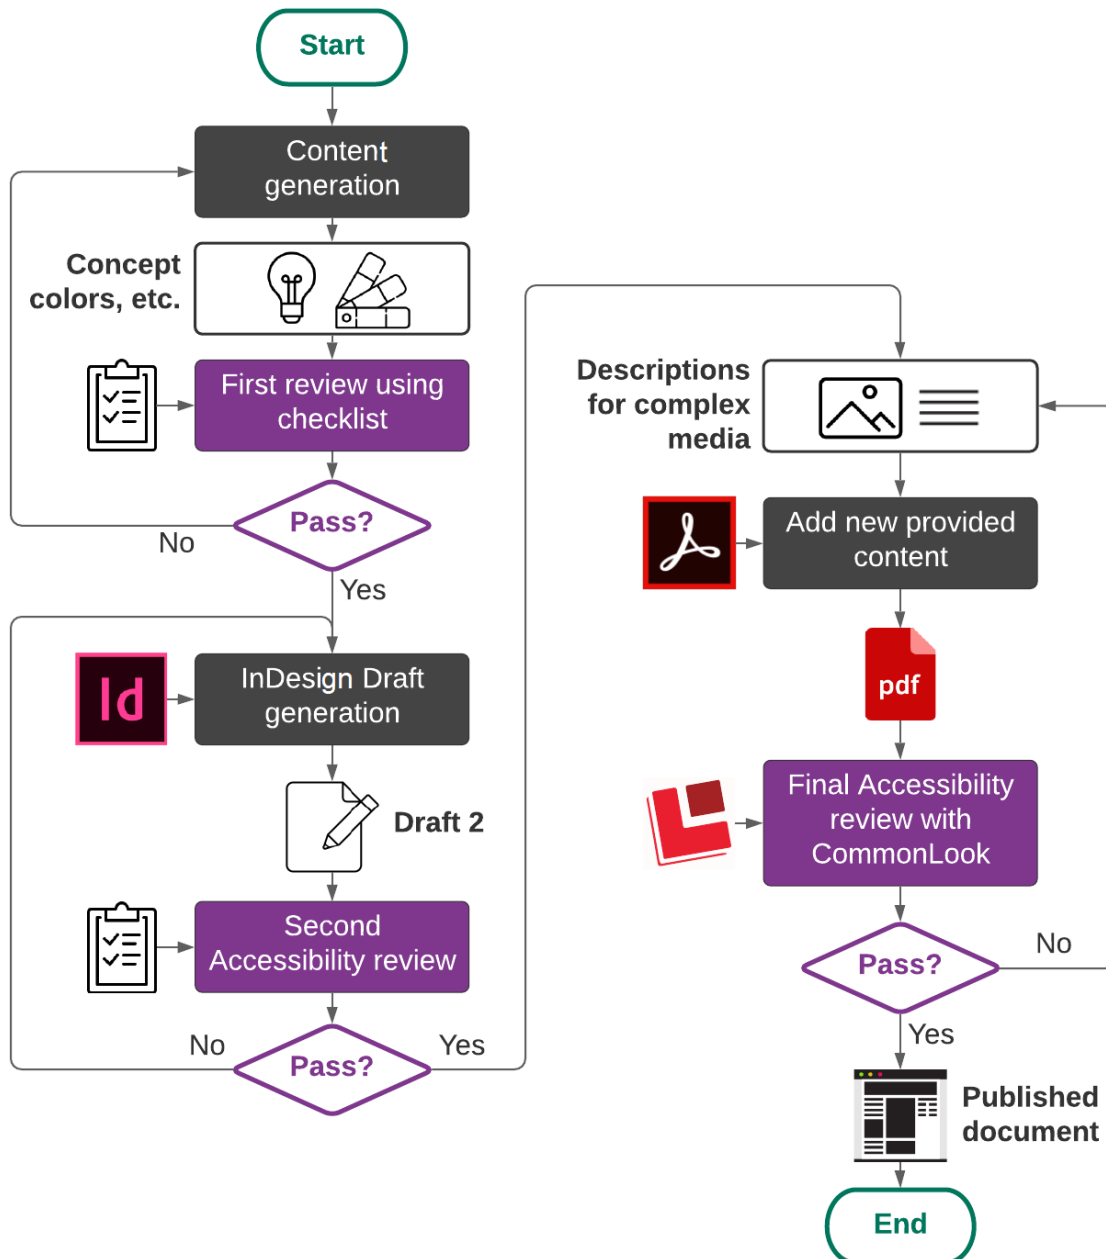 Start
Content
generation
Concept
colors, etc.
First review using
checklist
Pass?
No
Yes
Id
InDesign Draft
generation
Draft 2
Second
Accessibility review
Pass?
No
Yes
Descriptions
for complex
media
Add new provided
content
pdf
Final Accessibility
review with
CommonLook
Pass?
No
Yes
Published
document
End